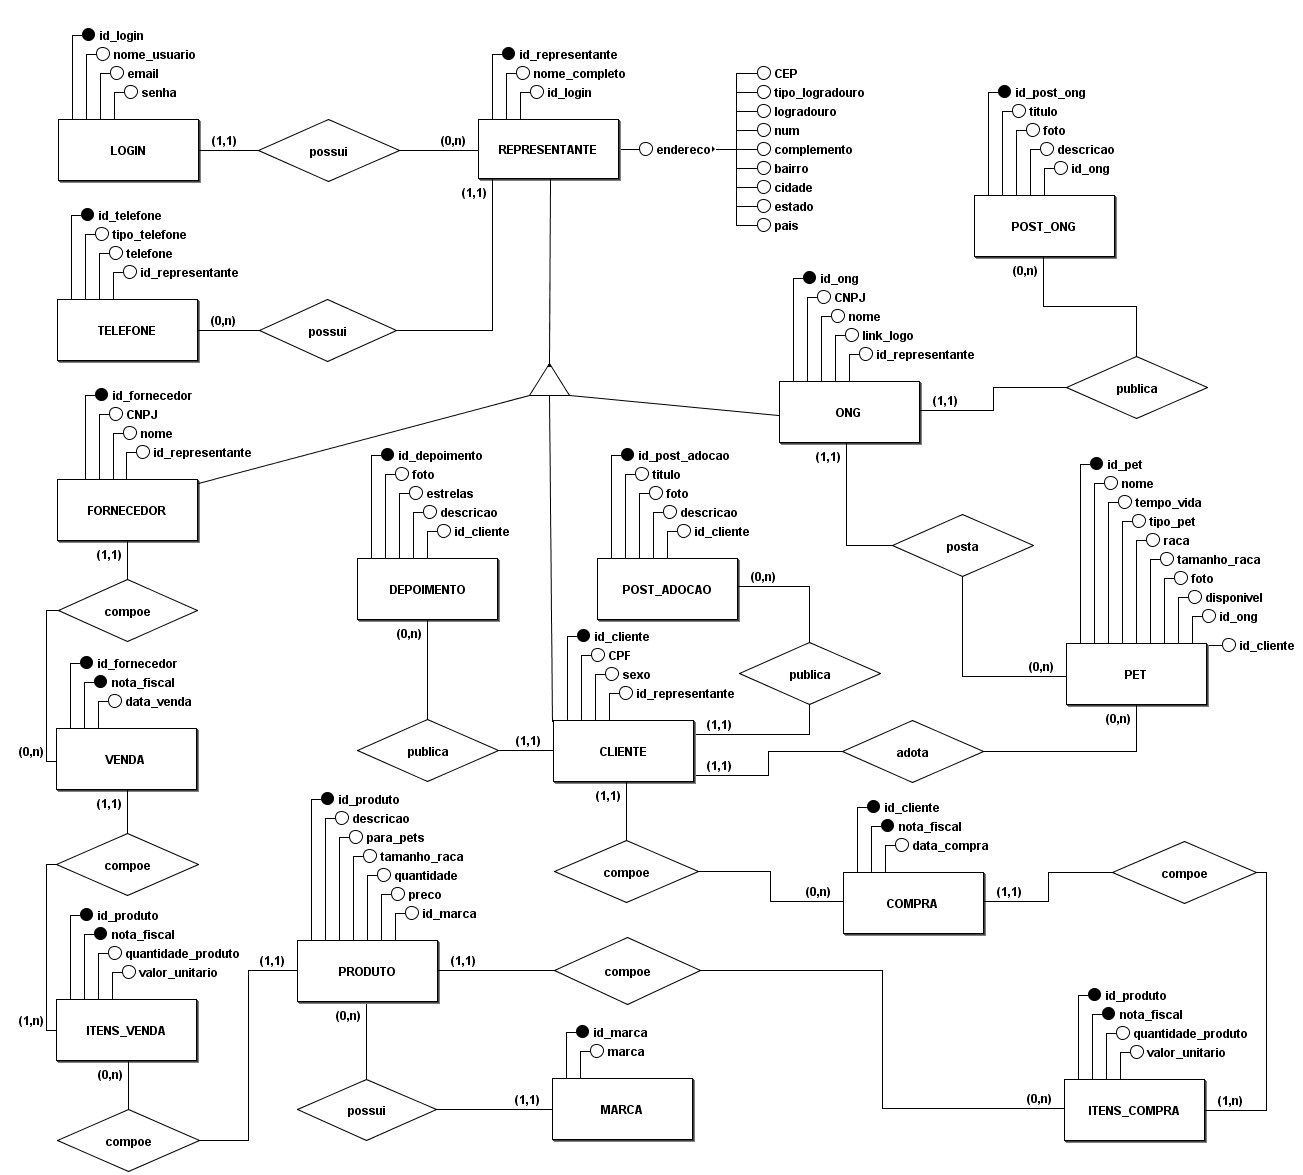 id_login
nome_usuario
email
senha
LOGIN
(1,1)
possui
(0,n)
id_representante
nome_completo
id_login
REPRESENTANTE
(1,1)
endereco
CEP
tipo_logradouro
logradouro
num
complemento
bairro
cidade
estado
pais
id_post_ong
titulo
foto
descricao
id_ong
POST_ONG
(0,n)
id_telefone
tipo_telefone
telefone
id_representante
TELEFONE
(0,n)
possui
id_ong
CNPJ
nome
link_logo
id_representante
ONG
(1,1)
publica
(1,1)
id_fornecedor
CNPJ
nome
id_representante
FORNECEDOR
(1,1)
id_depoimento
foto
estrelas
descricao
id_cliente
DEPOIMENTO
(0,n)
id_post_adocao
titulo
foto
descricao
id_cliente
POST_ADOCAO
(0,n)
posta
id_pet
nome
tempo_vida
tipo_pet
raca
tamanho_raca
foto
disponivel
id_ong
id_cliente
PET
(0,n)
(0,n)
compoe
id_fornecedor
nota_fiscal
data_venda
(0,n)
VENDA
(1,1)
id_cliente
CPF
sexo
id_representante
publica
publica
(1,1)
CLIENTE
(1,1)
(1,1)
adota
(1,1)
compoe
id_produto
descricao
para_pets
tamanho_raca
quantidade
preco
id_marca
PRODUTO
(1,1)
(1,1)
(0,n)
compoe
(0,n)
id_cliente
nota_fiscal
data_compra
COMPRA
(1,1)
compoe
id_produto
nota_fiscal
quantidade_produto
valor_unitario
(1,n)
ITENS_VENDA
(0,n)
compoe
compoe
id_marca
marca
possui
(1,1)
MARCA
id_produto
nota_fiscal
quantidade_produto
valor_unitario
(0,n)
ITENS_COMPRA
(1,n)